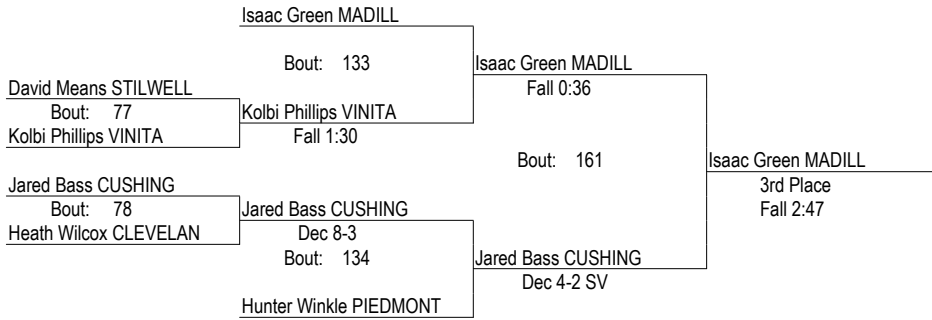 Isaac Green MADILL
Bout: 133
Isaac Green MADILL
David Means STILWELL
Fall 0:36
Bout: 77
Kolbi Phillips VINITA
Kolbi Phillips VINITA
Fall 1:30
Bout: 161
Isaac Green MADILL
Jared Bass CUSHING
3rd Place
Bout: 78
Jared Bass CUSHING
Fall 2:47
Heath Wilcox CLEVELAN
Dec 8-3
Bout: 134
Jared Bass CUSHING
Dec 4-2 SV
Hunter Winkle PIEDMONT